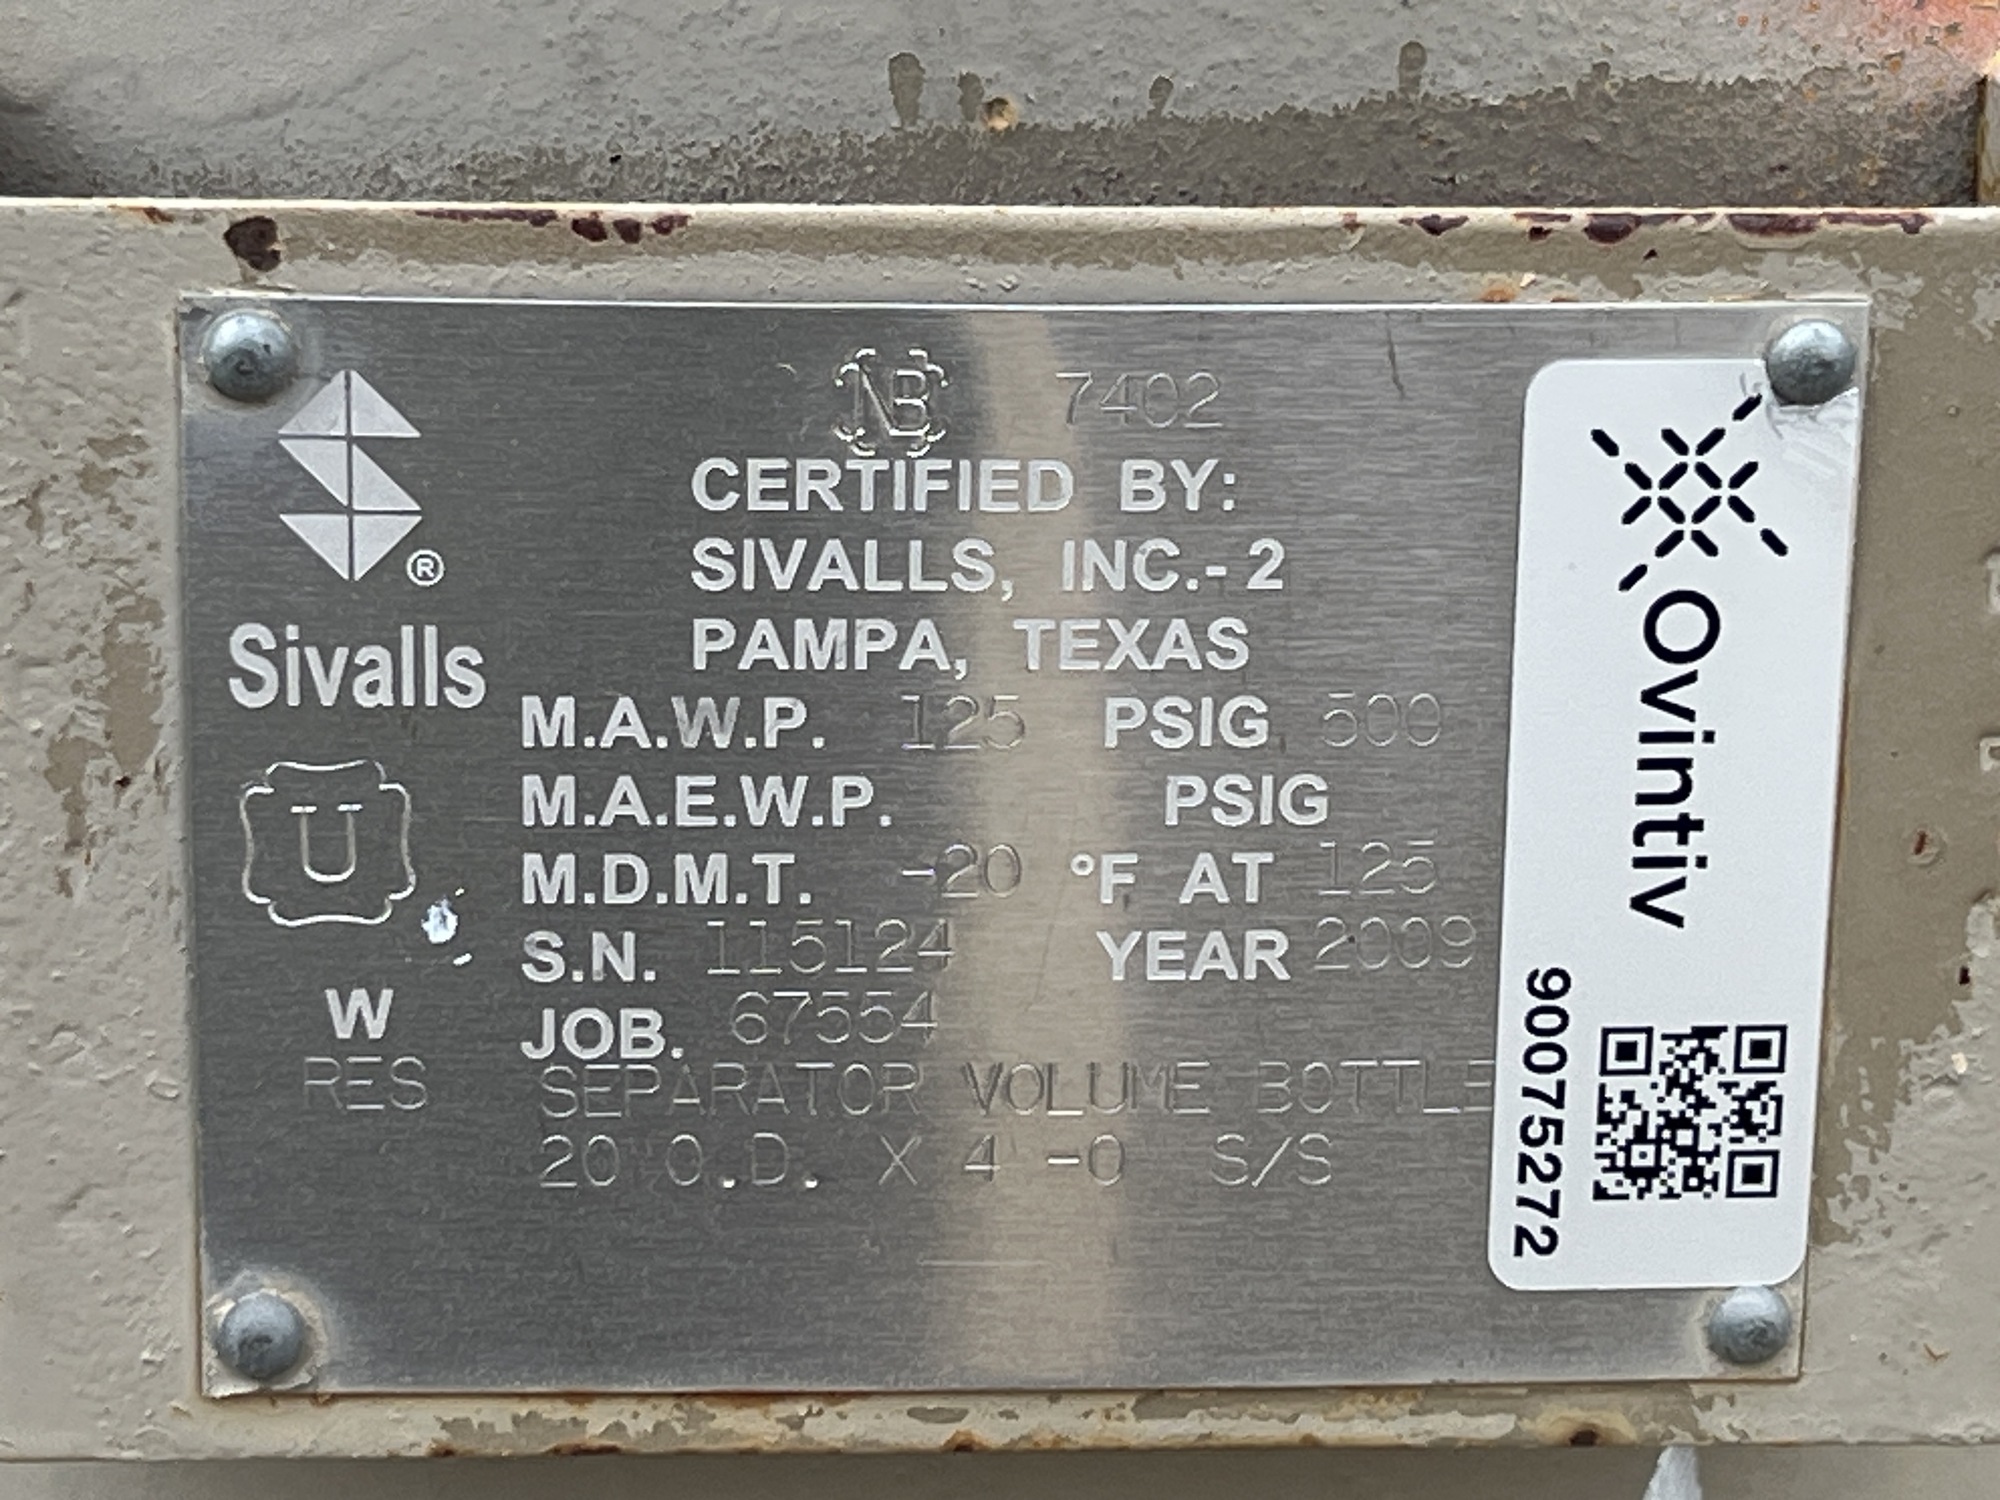 NB 7402
CERTIFIED BY:
SIVALLS, INC.-2
PAMPA, TEXAS
®
Sivalls
M.A.W.P. 125 PSIG 500
M.A.E.W.P. PSIG
M.D.M.T. -20 °F AT 125
S.N. 115124 YEAR 2009
JOB. 67554
SEPARATOR VOLUME BOTTLE
20 O.D. X 4 -0 S/S
U
W
RES
Ovintiv
900752272